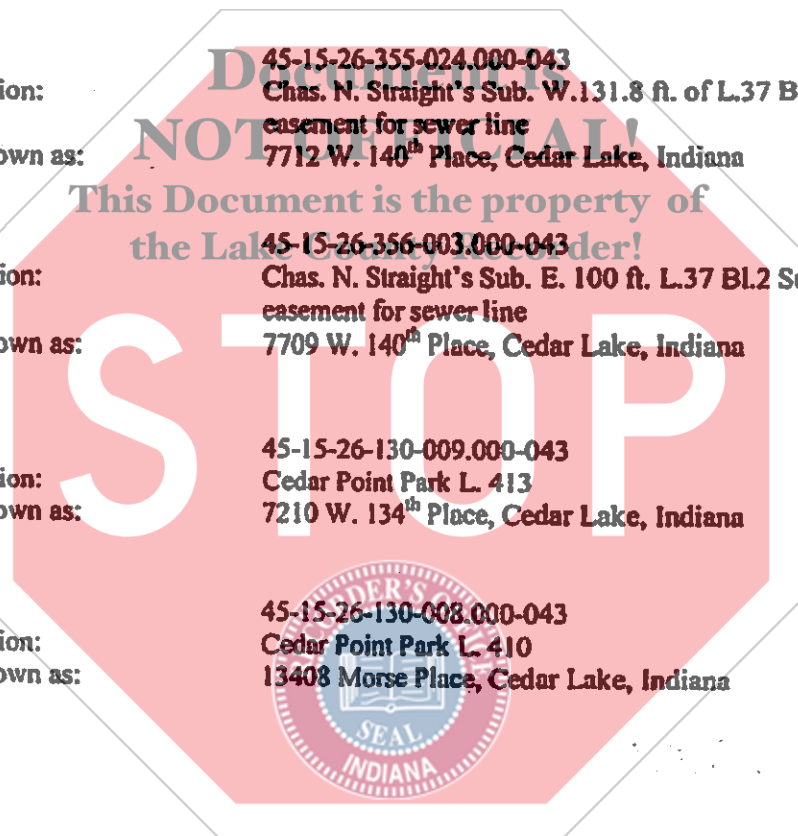 45-15-26-355-024.000-043
ion: Chas. N. Straight's Sub. W.131.8 ft. of L.37 B
easement for sewer line
own as: 7712 W. 140th Place, Cedar Lake, Indiana
45-15-26-356-003.000-043
ion: Chas. N. Straight's Sub. E. 100 ft. L.37 Bl.2 Su
easement for sewer line
own as: 7709 W. 140th Place, Cedar Lake, Indiana
45-15-26-130-009.000-043
ion: Cedar Point Park L. 413
own as: 7210 W. 134th Place, Cedar Lake, Indiana
45-15-26-130-008.000-043
ion: Cedar Point Park L. 410
own as: 13408 Morse Place, Cedar Lake, Indiana
Document is
NOT OFFICIAL!
This Document is the property of
the Lake County Recorder!
STOP
RECORDER'S OFFICE
SEAL
INDIANA